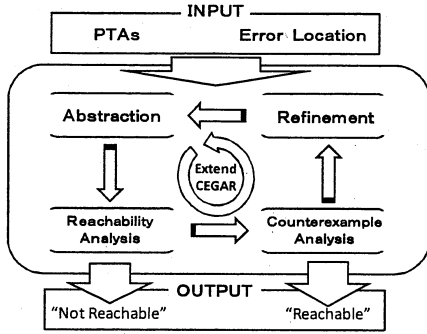 INPUT
PTAs Error Location
Abstraction Refinement
Extend
CEGAR
Reachability
Analysis
Counterexample
Analysis
OUTPUT
“Not Reachable” “Reachable”